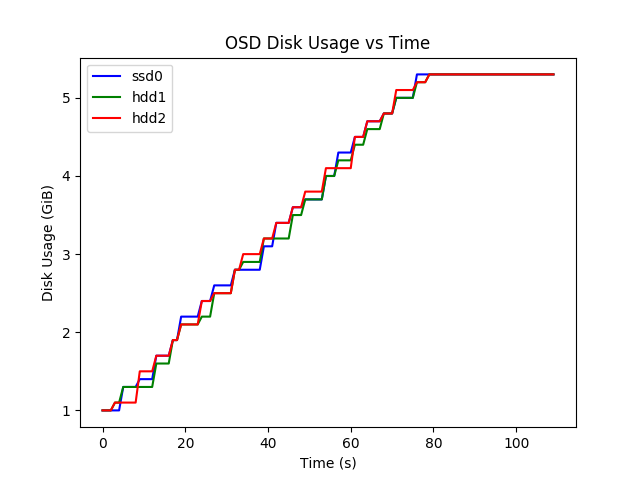 OSD Disk Usage vs Time
ssd0
hdd1
hdd2
Disk Usage (GiB)
5
4
3
2
1
0 20 40 60 80 100
Time (s)